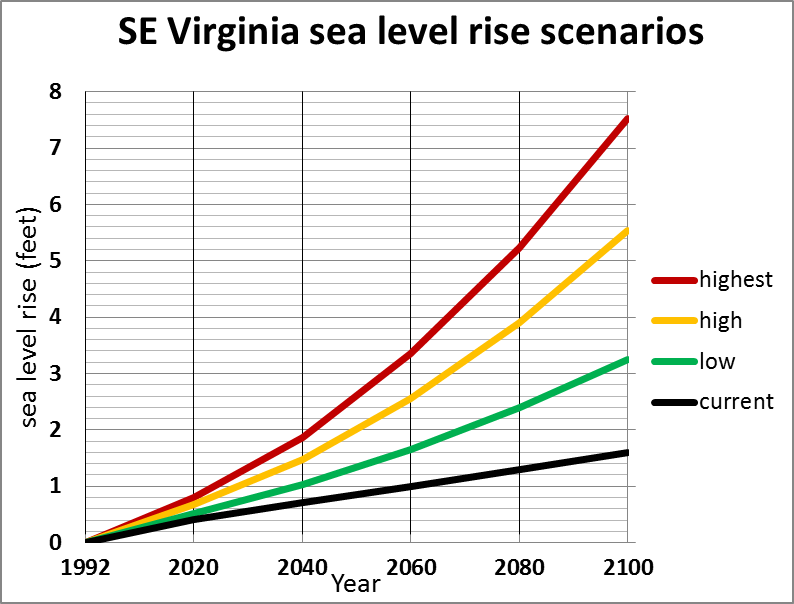 SE Virginia sea level rise scenarios
sea level rise (feet)
8
7
6
5
4
3
2
1
0
1992 2020 2040 2060 2080 2100
Year
highest
high
low
current